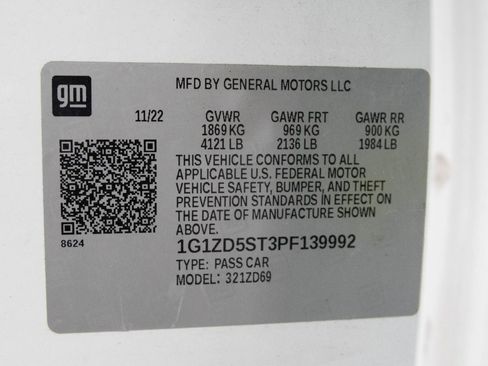 gm
MFD BY GENERAL MOTORS LLC
11/22 GVWR GAWR FRT GAWR RR
1869 KG 969 KG 900 KG
4121 LB 2136 LB 1984 LB
THIS VEHICLE CONFORMS TO ALL
APPLICABLE U.S. FEDERAL MOTOR
VEHICLE SAFETY, BUMPER, AND THEFT
PREVENTION STANDARDS IN EFFECT ON
THE DATE OF MANUFACTURE SHOWN
ABOVE.
8624
1G1ZD5ST3PF139992
TYPE: PASS CAR
MODEL: 321ZD69